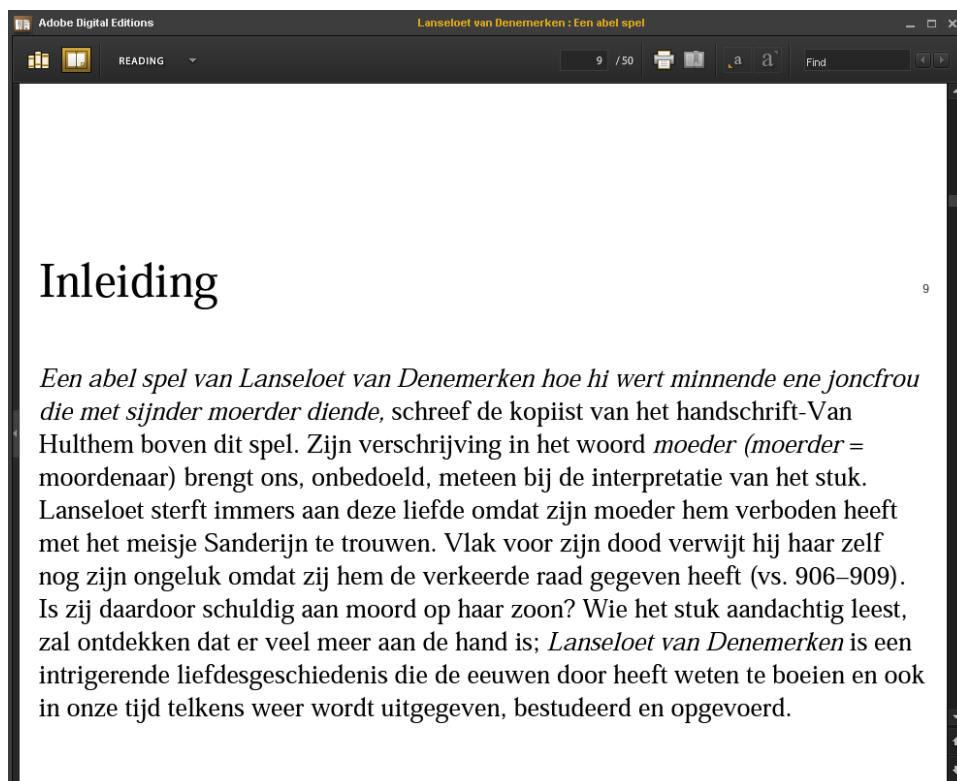 Adobe Digital Editions
Lanseloet van Denemerken : Een abel spel
READING
9 /50
a a
Find
Inleiding
9
Een abel spel van Lanseloet van Denemerken hoe hi wert minnende ene joncfrou
die met sijnder moerder diende, schreef de kopiist van het handschrift-Van
Hulthem boven dit spel. Zijn verschrijving in het woord moeder (moerder =
moordenaar) brengt ons, onbedoeld, meteen bij de interpretatie van het stuk.
Lanseloet sterft immers aan deze liefde omdat zijn moeder hem verboden heeft
met het meisje Sanderijn te trouwen. Vlak voor zijn dood verwijt hij haar zelf
nog zijn ongeluk omdat zij hem de verkeerde raad gegeven heeft (vs. 906–909).
Is zij daardoor schuldig aan moord op haar zoon? Wie het stuk aandachtig leest,
zal ontdekken dat er veel meer aan de hand is; Lanseloet van Denemerken is een
intrigerende liefdesgeschiedenis die de eeuwen door heeft weten te boeien en ook
in onze tijd telkens weer wordt uitgegeven, bestudeerd en opgevoerd.